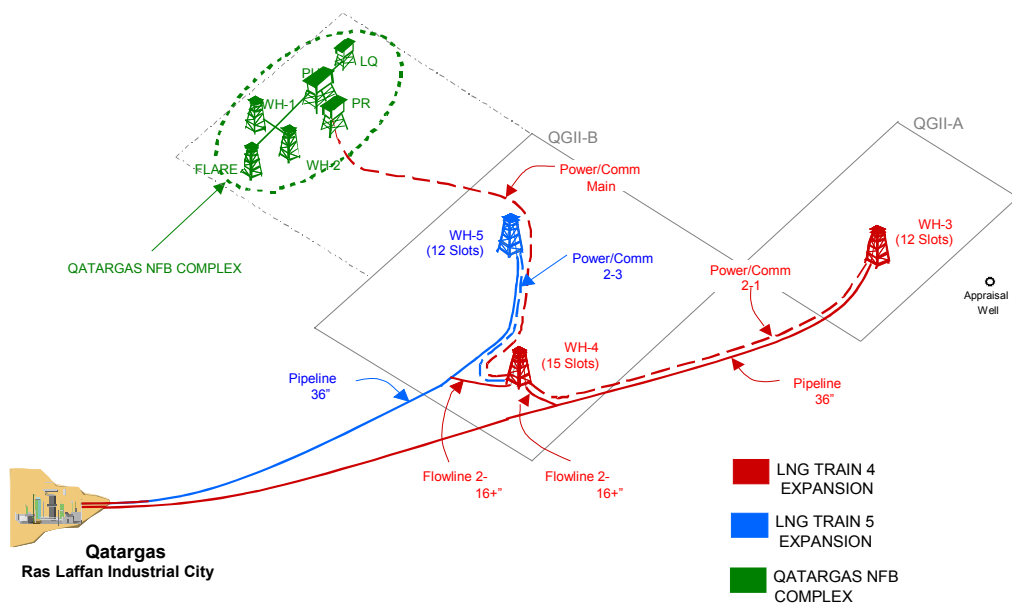 LQ
PU
WH-1
PR
FLARE
WH-2
QATARGAS NFB COMPLEX
QGII-B
QGII-A
Power/Comm
Main
WH-5
(12 Slots)
Power/Comm
2-3
WH-3
(12 Slots)
Power/Comm
2-1
Appraisal
Well
WH-4
(15 Slots)
Pipeline
36”
Pipeline
36”
Flowline 2-
16+”
Flowline 2-
16+”
Qatargas
Ras Laffan Industrial City
LNG TRAIN 4
EXPANSION
LNG TRAIN 5
EXPANSION
QATARGAS NFB
COMPLEX